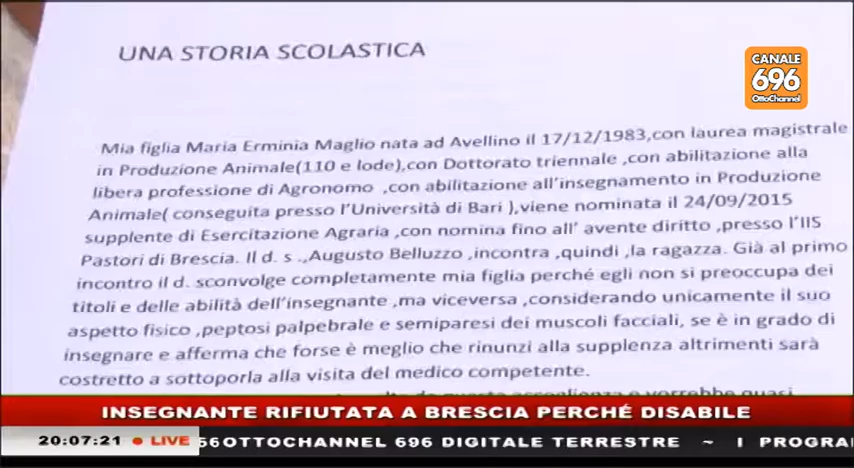 UNA STORIA SCOLASTICA
CANALE
696
OttoChannel
Mia figlia Maria Erminia Maglio nata ad Avellino il 17/12/1983,con laurea magistrale
in Produzione Animale(110 e lode),con Dottorato triennale ,con abilitazione alla
libera professione di Agronomo ,con abilitazione all'insegnamento in Produzione
Animale( conseguita presso l'Università di Bari ),viene nominata il 24/09/2015
supplente di Esercitazione Agraria ,con nomina fino all' avente diritto ,presso l'IIS
Pastori di Brescia. Il d. s .,Augusto Belluzzo ,incontra ,quindi ,la ragazza. Già al primo
incontro il d. sconvolge completamente mia figlia perché egli non si preoccupa dei
titoli e delle abilità dell'insegnante ,ma viceversa ,considerando unicamente il suo
aspetto fisico ,peptosi palpebrale e semiparesi dei muscoli facciali, se è in grado di
insegnare e afferma che forse è meglio che rinunzi alla supplenza altrimenti sarà
costretto a sottoporla alla visita del medico competente.
INSEGNANTE RIFIUTATA A BRESCIA PERCHÉ DISABILE
20:07:21 ● LIVE 66OTTOCHANNEL 696 DIGITALE TERRESTRE ~ I PROGRA